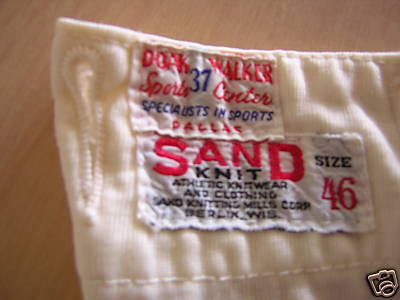 DOAK WALKER
37
Sports Center
SPECIALISTS IN SPORTS
DALLAS
SAND
KNIT
ATHLETIC KNITWEAR
AND CLOTHING
SAND KNITTING MILLS CORP.
BERLIN, WIS.
SIZE
46